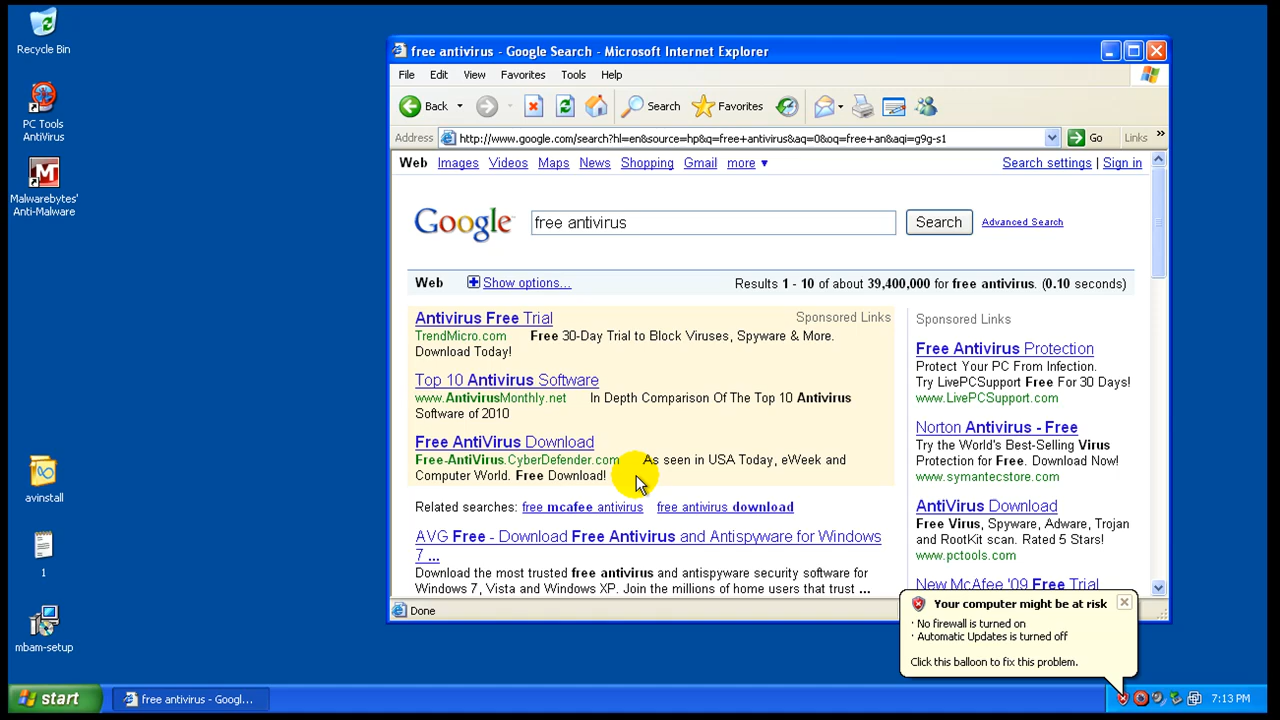 Recycle Bin
PC Tools
AntiVirus
Malwarebytes'
Anti-Malware
avinstall
1
mbam-setup
free antivirus - Google Search - Microsoft Internet Explorer
File Edit View Favorites Tools Help
Back Search Favorites
Address http://www.google.com/search?hl=en&source=hp&q=free+antivirus&aq=0&oq=free+an&aqi=g9g-s1 Go Links »
Web Images Videos Maps News Shopping Gmail more ▼ Search settings | Sign in
Google free antivirus Search Advanced Search
Web Show options... Results 1 - 10 of about 39,400,000 for free antivirus. (0.10 seconds)
Antivirus Free Trial Sponsored Links
TrendMicro.com Free 30-Day Trial to Block Viruses, Spyware & More.
Download Today!
Top 10 Antivirus Software
www.AntivirusMonthly.net In Depth Comparison Of The Top 10 Antivirus
Software of 2010
Free AntiVirus Download
Free-AntiVirus.CyberDefender.com As seen in USA Today, eWeek and
Computer World. Free Download!
Related searches: free mcafee antivirus free antivirus download
AVG Free - Download Free Antivirus and Antispyware for Windows
7 ...
Download the most trusted free antivirus and antispyware security software for
Windows 7, Vista and Windows XP. Join the millions of home users that trust ...
Sponsored Links
Free Antivirus Protection
Protect Your PC From Infection.
Try LivePCSupport Free For 30 Days!
www.LivePCSupport.com
Norton Antivirus - Free
Try the World's Best-Selling Virus
Protection for Free. Download Now!
www.symantecstore.com
AntiVirus Download
Free Virus, Spyware, Adware, Trojan
and RootKit scan. Rated 5 Stars!
www.pctools.com
New McAfee '09 Free Trial
Done
Your computer might be at risk
· No firewall is turned on
· Automatic Updates is turned off
Click this balloon to fix this problem.
start
free antivirus - Googl...
7:13 PM